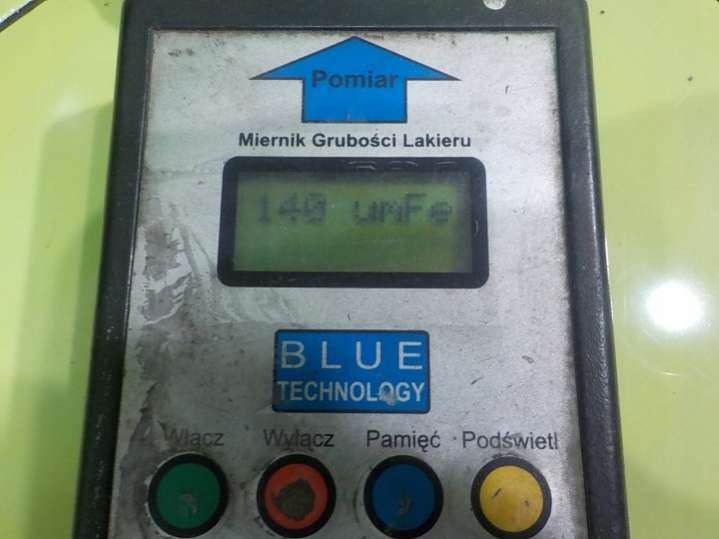 Pomiar
Miernik Grubości Lakieru
140 umFe
BLUE
TECHNOLOGY
Włącz Wyłącz Pamięć Podświetl